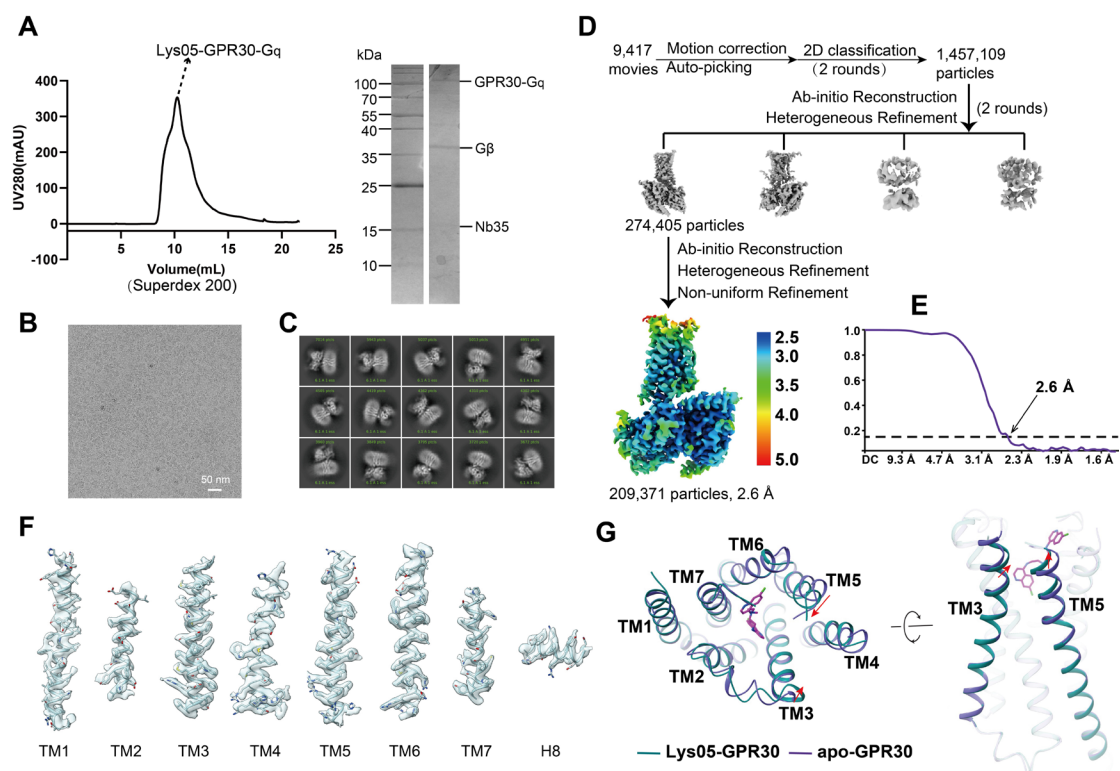 A
Lys05-GPR30-Gq
400
300
200
100
0
-100
UV280(mAU)
5
10
15
20
25
Volume(mL)
(Superdex 200)
kDa
100
70
55
40
35
25
15
10
GPR30-Gq
Gβ
Nb35
B
50 nm
C
D
9,417
movies
Motion correction
Auto-picking
2D classification
(2 rounds)
1,457,109
particles
Ab-initio Reconstruction
Heterogeneous Refinement
(2 rounds)
274,405 particles
Ab-initio Reconstruction
Heterogeneous Refinement
Non-uniform Refinement
2.5
3.0
3.5
4.0
5.0
209,371 particles, 2.6 Å
E
1.0
0.8
0.6
0.4
0.2
2.6 Å
DC 9.3 Å 4.7 Å 3.1 Å 2.3 Å 1.9 Å 1.6 Å
F
TM1 TM2 TM3 TM4 TM5 TM6 TM7 H8
G
TM6
TM7
TM5
TM1
TM4
TM2
TM3
TM3
TM5
Lys05-GPR30 apo-GPR30